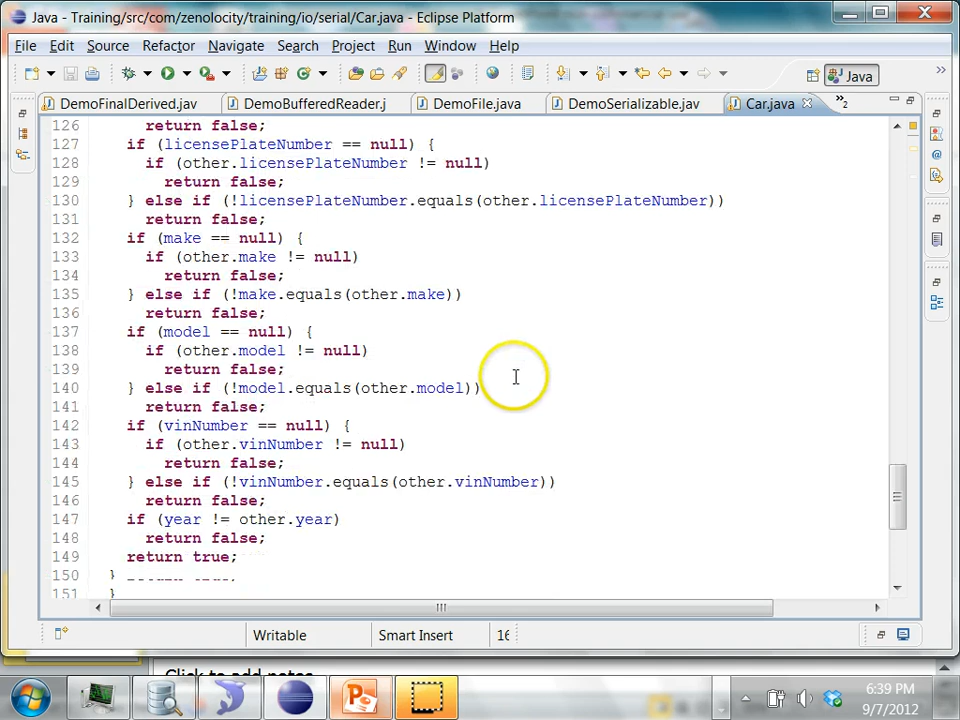 Java - Training/src/com/zenolocity/training/io/serial/Car.java - Eclipse Platform
File Edit Source Refactor Navigate Search Project Run Window Help
Java
DemoFinalDerived.jav DemoBufferedReader.j DemoFile.java DemoSerializable.java Car.java »2
126 return false;
127 if (licensePlateNumber == null) {
128 if (other.licensePlateNumber != null)
129 return false;
130 } else if (!licensePlateNumber.equals(other.licensePlateNumber))
131 return false;
132 if (make == null) {
133 if (other.make != null)
134 return false;
135 } else if (!make.equals(other.make))
136 return false;
137 if (model == null) {
138 if (other.model != null)
139 return false;
140 } else if (!model.equals(other.model))
141 return false;
142 if (vinNumber == null) {
143 if (other.vinNumber != null)
144 return false;
145 } else if (!vinNumber.equals(other.vinNumber))
146 return false;
147 if (year != other.year)
148 return false;
149 return true;
150 }
151 }
Writable Smart Insert 16
Click to add notes
6:39 PM
9/7/2012